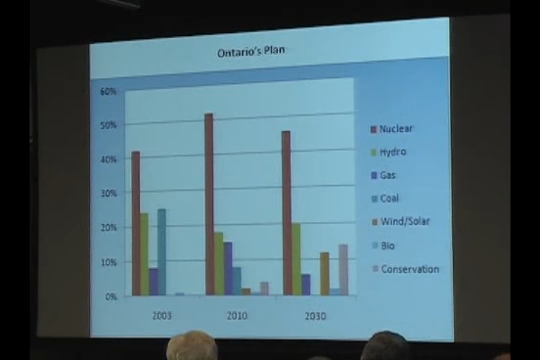 Ontario's Plan
60%
50%
40%
30%
20%
10%
0%
2003
2010
2030
Nuclear
Hydro
Gas
Coal
Wind/Solar
Bio
Conservation